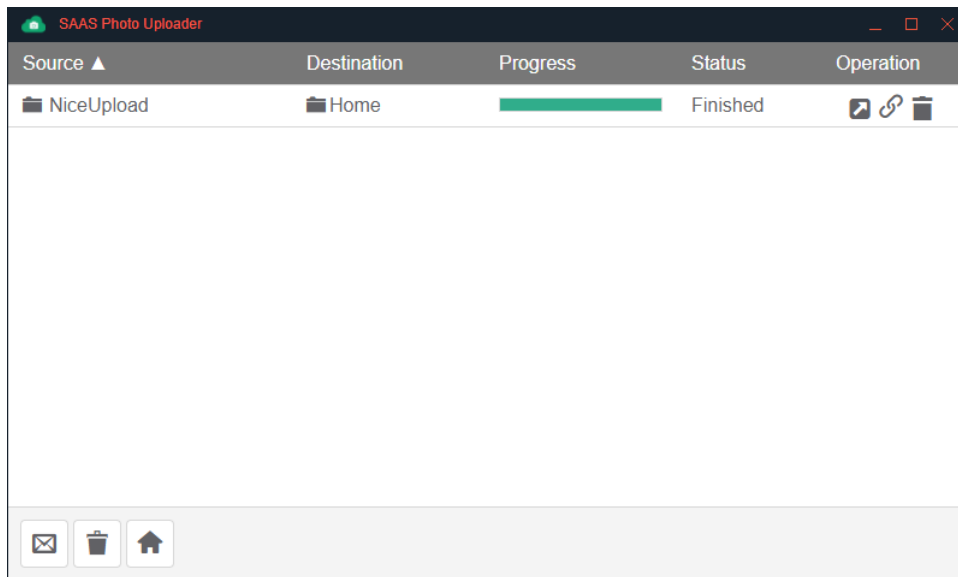 SAAS Photo Uploader
Source ▲ Destination Progress Status Operation
NiceUpload Home Finished